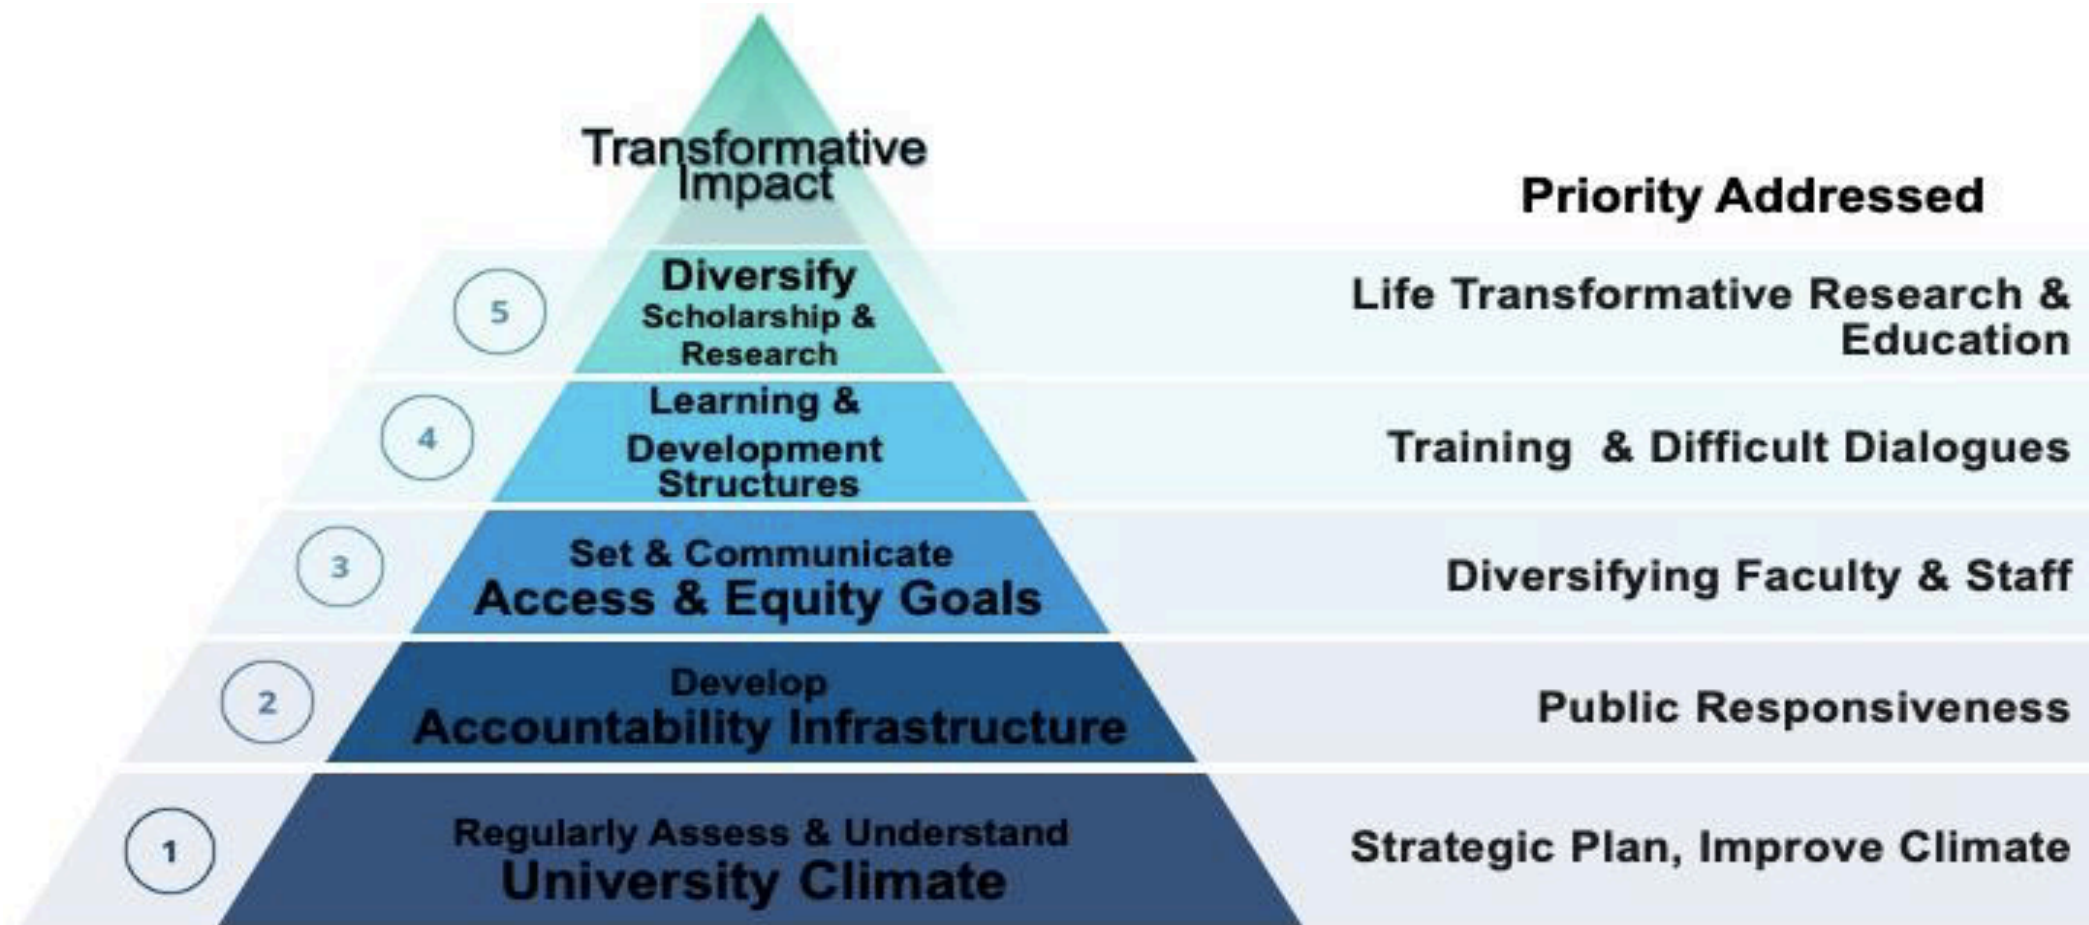 Transformative
Impact
Priority Addressed
5
Diversify
Scholarship &
Research
Life Transformative Research &
Education
4
Learning &
Development
Structures
Training & Difficult Dialogues
3
Set & Communicate
Access & Equity Goals
Diversifying Faculty & Staff
2
Develop
Accountability Infrastructure
Public Responsiveness
1
Regularly Assess & Understand
University Climate
Strategic Plan, Improve Climate